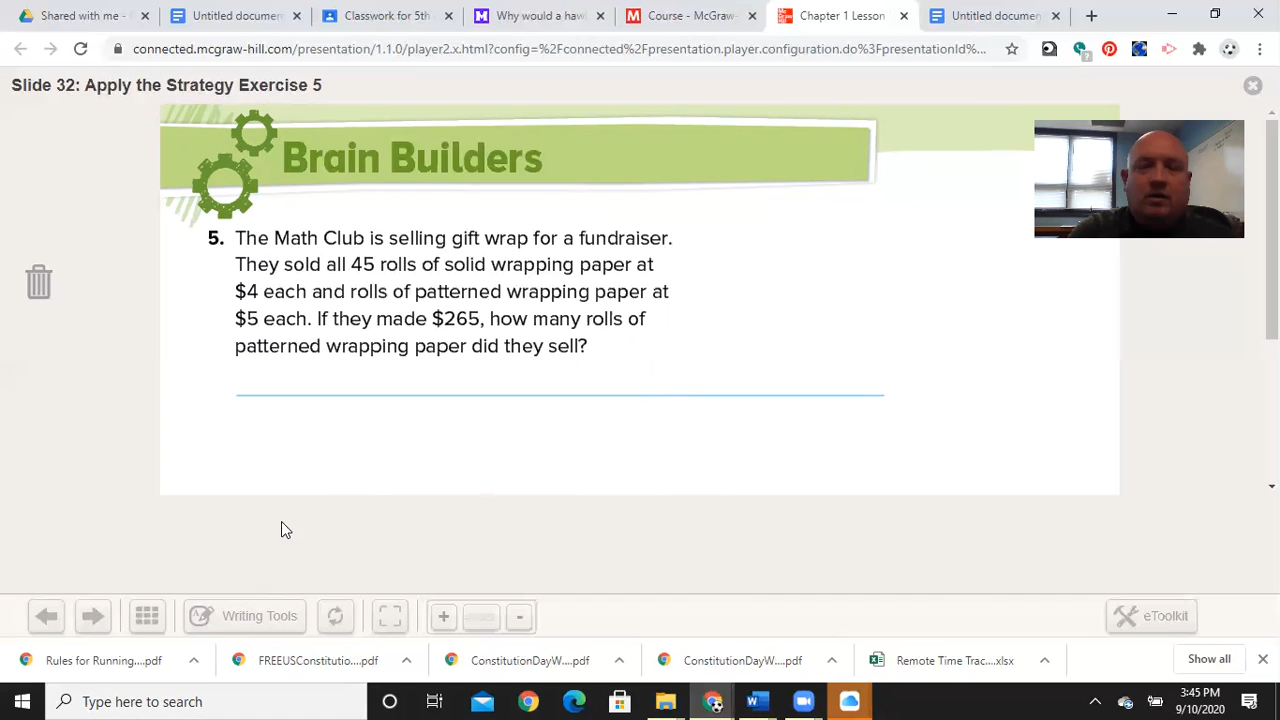 Shared with me -
Untitled documen
Classwork for 5th
Why would a haw
Course - McGraw-
Chapter 1 Lesson
Untitled documen
connected.mcgraw-hill.com/presentation/1.1.0/player2.x.html?config=%2Fconnected%2Fpresentation.player.configuration.do%3FpresentationId%...
Slide 32: Apply the Strategy Exercise 5
Brain Builders
5. The Math Club is selling gift wrap for a fundraiser.
They sold all 45 rolls of solid wrapping paper at
$4 each and rolls of patterned wrapping paper at
$5 each. If they made $265, how many rolls of
patterned wrapping paper did they sell?
Writing Tools
+
-
eToolkit
Rules for Running....pdf
FREEUSConstitutio....pdf
ConstitutionDayW....pdf
ConstitutionDayW....pdf
Remote Time Trac....xlsx
Show all
Type here to search
3:45 PM
9/10/2020